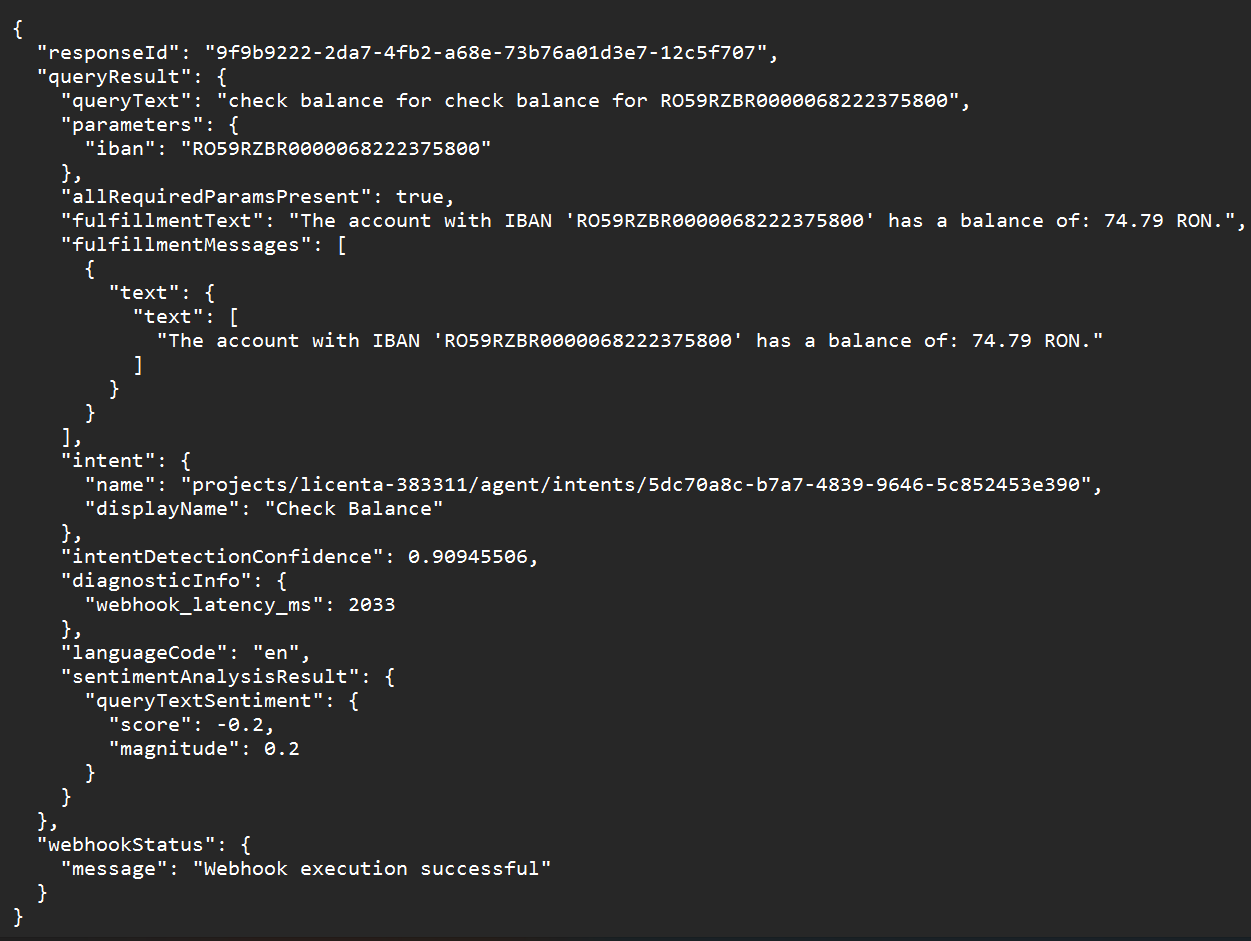 {
  "responseId": "9f9b9222-2da7-4fb2-a68e-73b76a01d3e7-12c5f707",
  "queryResult": {
    "queryText": "check balance for check balance for RO59RZBR0000068222375800",
    "parameters": {
      "iban": "RO59RZBR0000068222375800"
    },
    "allRequiredParamsPresent": true,
    "fulfillmentText": "The account with IBAN 'RO59RZBR0000068222375800' has a balance of: 74.79 RON.",
    "fulfillmentMessages": [
      {
        "text": {
          "text": [
            "The account with IBAN 'RO59RZBR0000068222375800' has a balance of: 74.79 RON."
          ]
        }
      }
    ],
    "intent": {
      "name": "projects/licenta-383311/agent/intents/5dc70a8c-b7a7-4839-9646-5c852453e390",
      "displayName": "Check Balance"
    },
    "intentDetectionConfidence": 0.90945506,
    "diagnosticInfo": {
      "webhook_latency_ms": 2033
    },
    "languageCode": "en",
    "sentimentAnalysisResult": {
      "queryTextSentiment": {
        "score": -0.2,
        "magnitude": 0.2
      }
    }
  },
  "webhookStatus": {
    "message": "Webhook execution successful"
  }
}